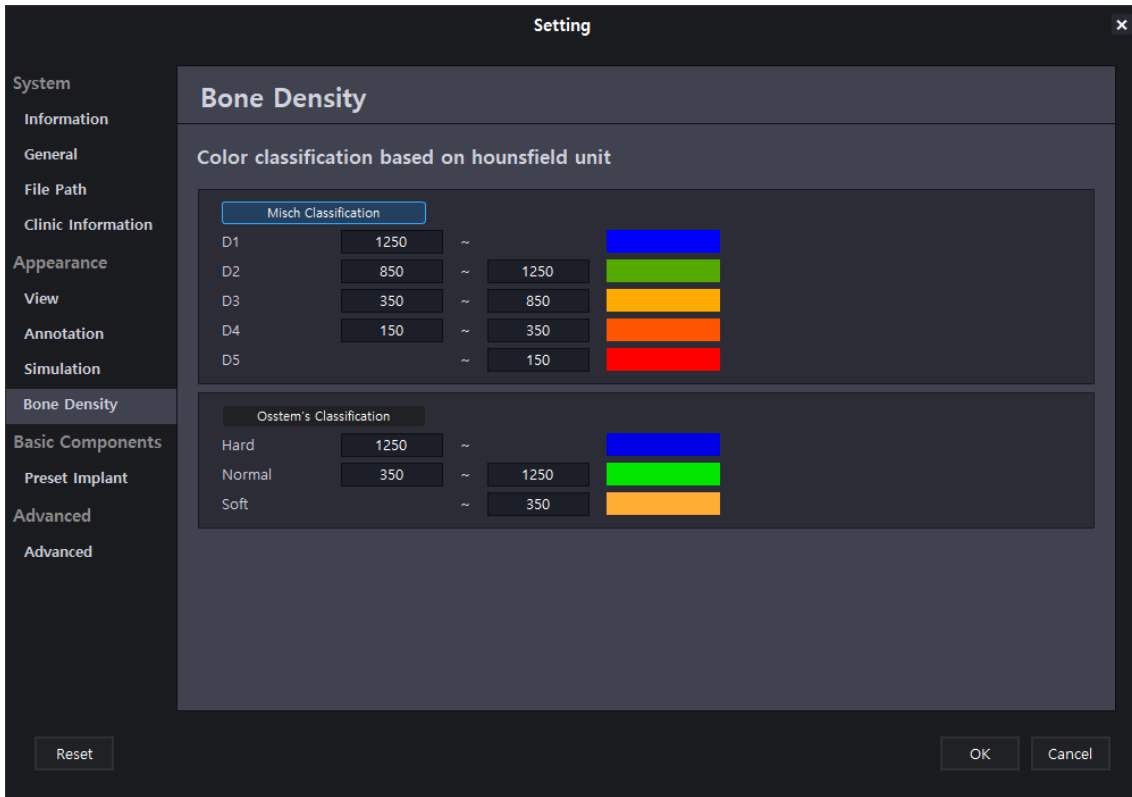 Setting
System
Information
General
File Path
Clinic Information
Appearance
View
Annotation
Simulation
Bone Density
Basic Components
Preset Implant
Advanced
Advanced
Bone Density
Color classification based on hounsfield unit
Misch Classification
D1 1250 ~
D2 850 ~ 1250
D3 350 ~ 850
D4 150 ~ 350
D5 ~ 150
Osstem's Classification
Hard 1250 ~
Normal 350 ~ 1250
Soft ~ 350
Reset
OK
Cancel